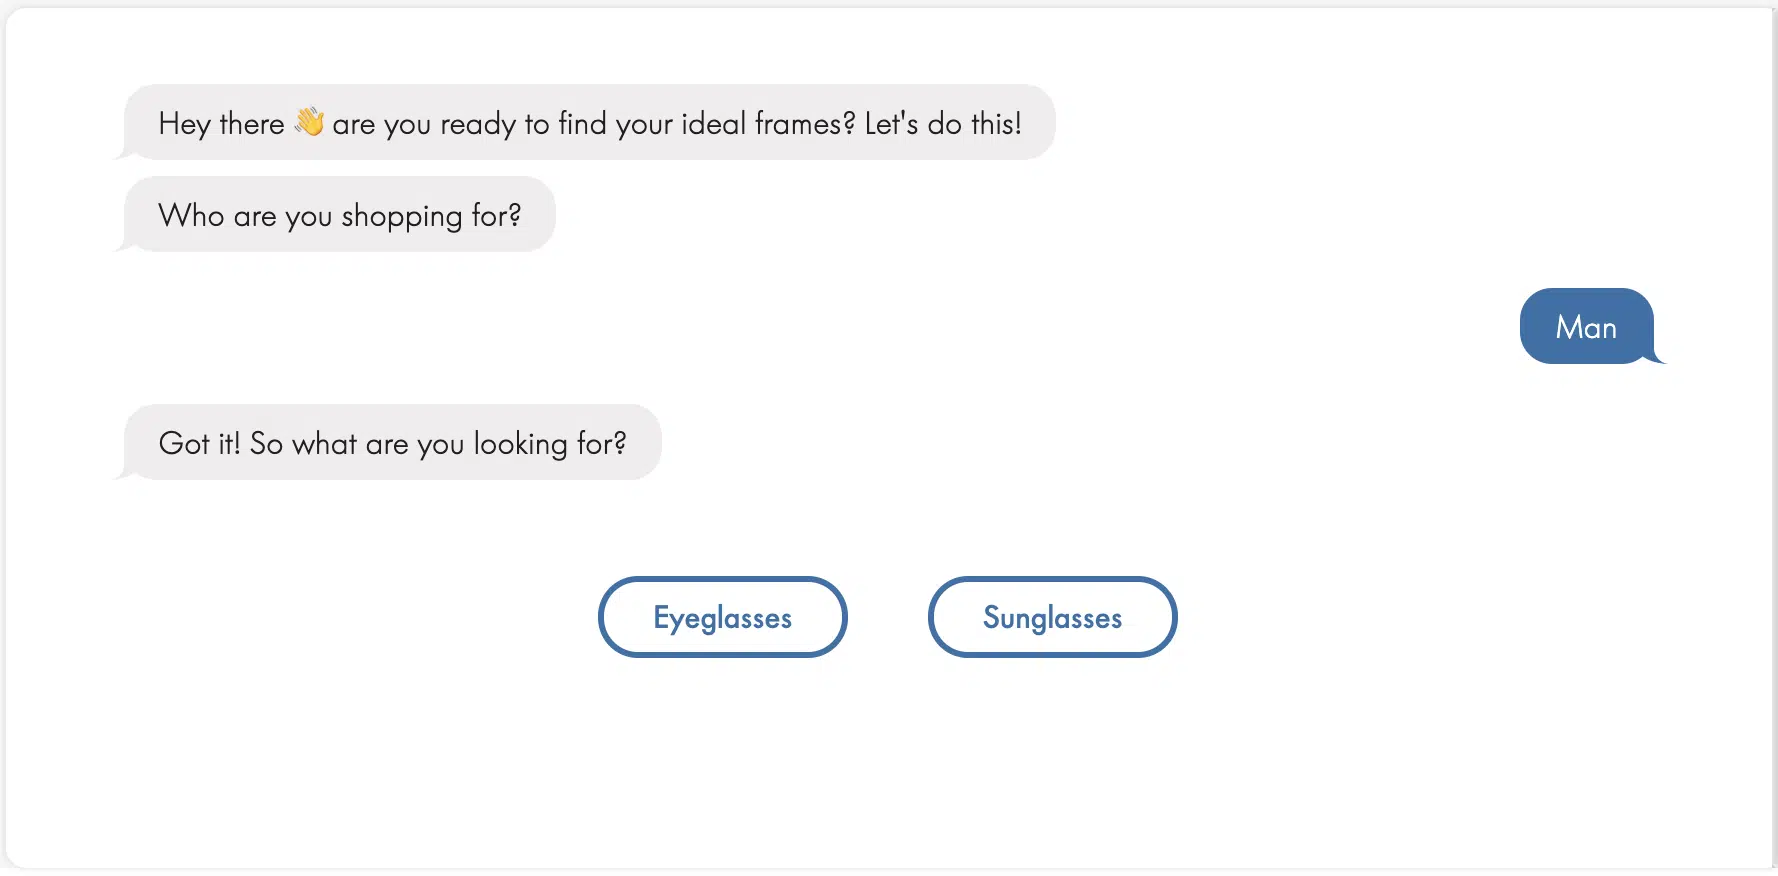 Hey there 👋 are you ready to find your ideal frames? Let's do this!
Who are you shopping for?
Man
Got it! So what are you looking for?
Eyeglasses
Sunglasses